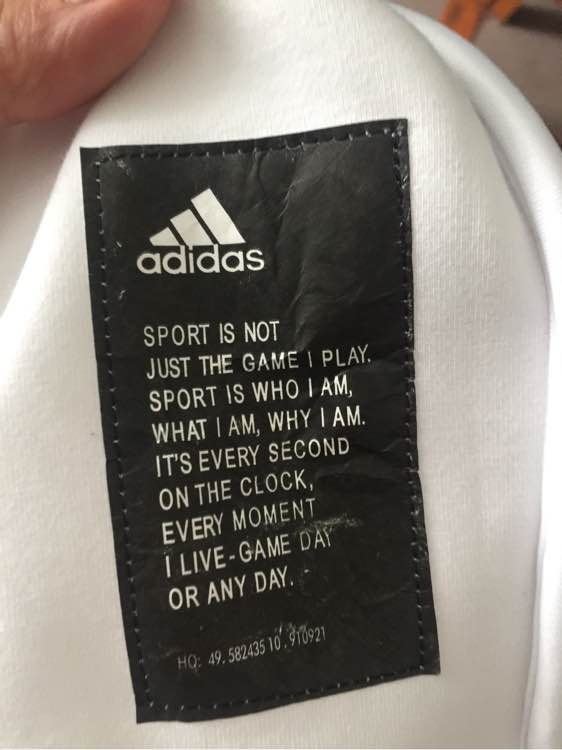 adidas
SPORT IS NOT
JUST THE GAME I PLAY.
SPORT IS WHO I AM,
WHAT I AM, WHY I AM.
IT'S EVERY SECOND
ON THE CLOCK,
EVERY MOMENT
I LIVE-GAME DAY
OR ANY DAY.
HQ: 49.582435 10.910921